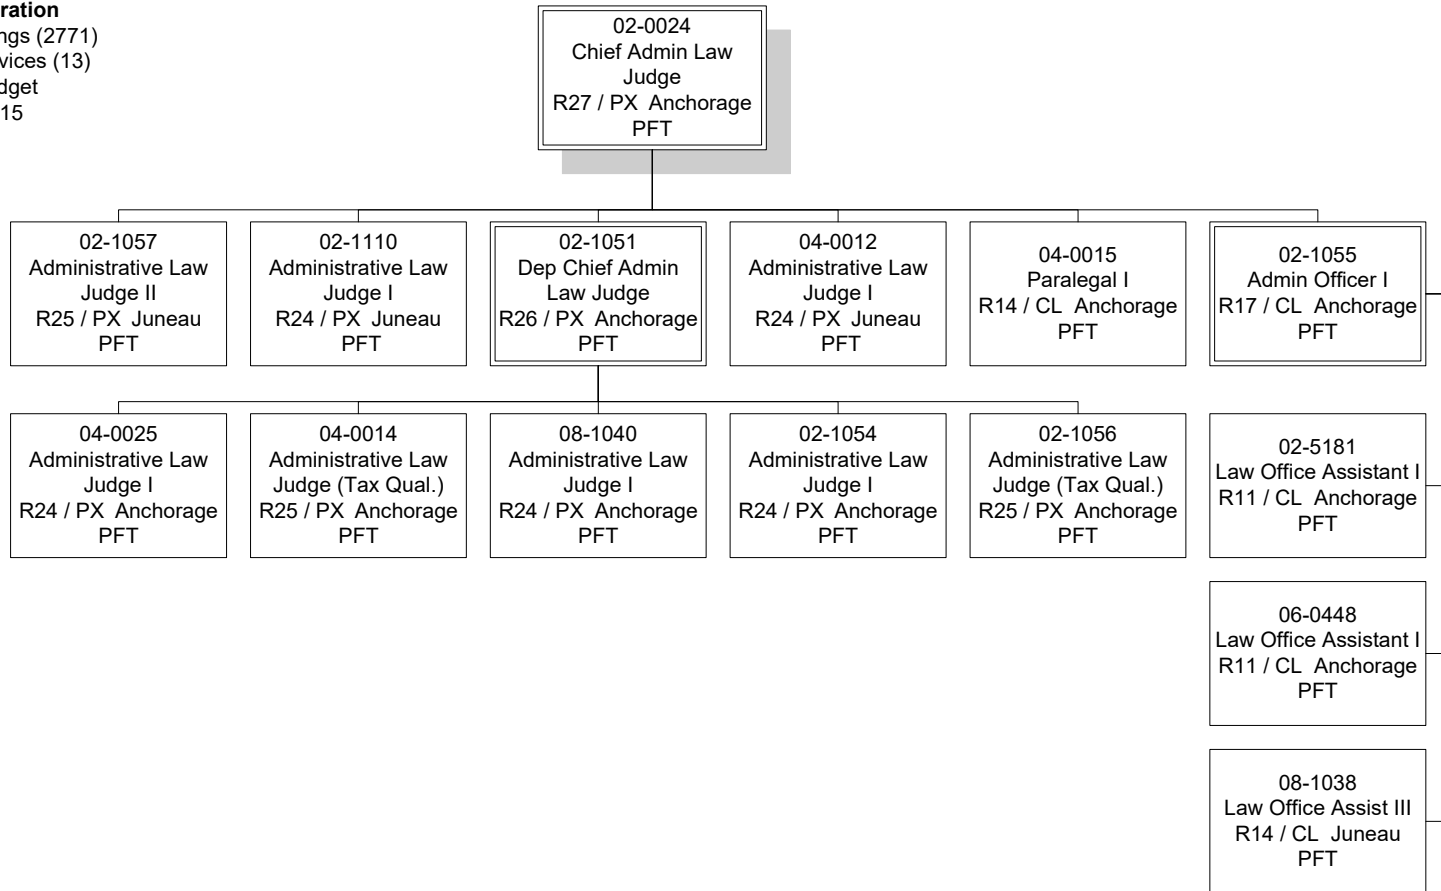 ration
ngs (2771)
vices (13)
dget
15
02-0024
Chief Admin Law
Judge
R27 / PX Anchorage
PFT
02-1057
Administrative Law
Judge II
R25 / PX Juneau
PFT
02-1110
Administrative Law
Judge I
R24 / PX Juneau
PFT
02-1051
Dep Chief Admin
Law Judge
R26 / PX Anchorage
PFT
04-0012
Administrative Law
Judge I
R24 / PX Juneau
PFT
04-0015
Paralegal I
R14 / CL Anchorage
PFT
02-1055
Admin Officer I
R17 / CL Anchorage
PFT
04-0025
Administrative Law
Judge I
R24 / PX Anchorage
PFT
04-0014
Administrative Law
Judge (Tax Qual.)
R25 / PX Anchorage
PFT
08-1040
Administrative Law
Judge I
R24 / PX Anchorage
PFT
02-1054
Administrative Law
Judge I
R24 / PX Anchorage
PFT
02-1056
Administrative Law
Judge (Tax Qual.)
R25 / PX Anchorage
PFT
02-5181
Law Office Assistant I
R11 / CL Anchorage
PFT
06-0448
Law Office Assistant I
R11 / CL Anchorage
PFT
08-1038
Law Office Assist III
R14 / CL Juneau
PFT